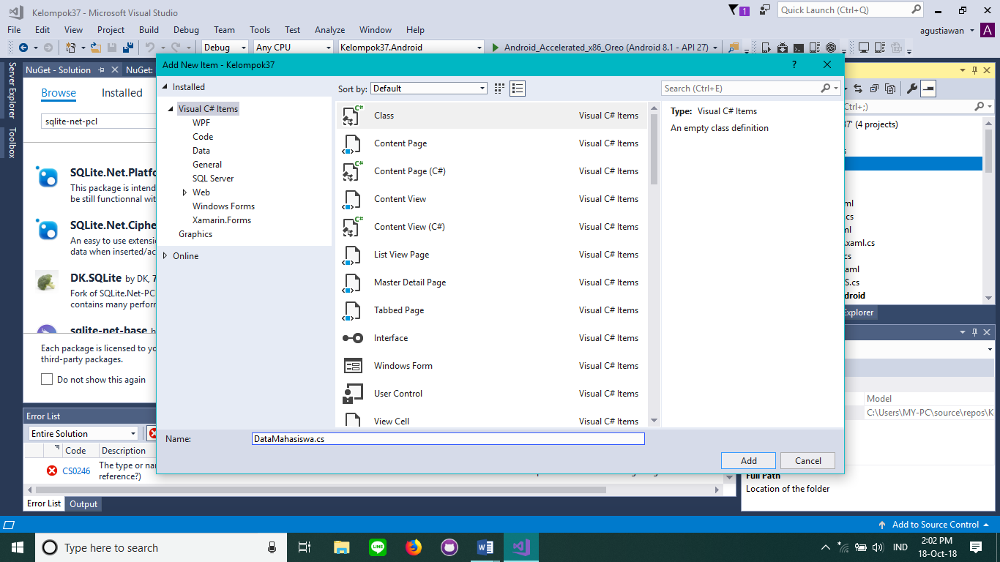 Kelompok37 - Microsoft Visual Studio
1
Quick Launch (Ctrl+Q)
File Edit View Project Build Debug Team Tools Test Analyze Window Help
agustiawan
A
Debug Any CPU Kelompok37.Android Android_Accelerated_x86_Oreo (Android 8.1 - API 27)
Server Explorer
Toolbox
NuGet - Solution
NuGet:
Browse Installed
sqlite-net-pcl
SQLite.Net.Platfo
This package is intend
be still functionnal wit
SQLite.Net.Ciphe
An easy to use extensi
data when inserted/ac
DK.SQLite by DK, 7
Fork of SQLite.Net-PC
contains many perform
sqlite-net-base
Each package is licensed to yo
third-party packages.
Do not show this again
Error List
Entire Solution
Code Description
CS0246
The type or nar
reference?)
Error List Output
Add New Item - Kelompok37
?
Installed
Visual C# Items
WPF
Code
Data
General
SQL Server
Web
Windows Forms
Xamarin.Forms
Graphics
Online
Sort by: Default
Search (Ctrl+E)
Class Visual C# Items
Content Page Visual C# Items
Content Page (C#) Visual C# Items
Content View Visual C# Items
Content View (C#) Visual C# Items
List View Page Visual C# Items
Master Detail Page Visual C# Items
Tabbed Page Visual C# Items
Interface Visual C# Items
Windows Form Visual C# Items
User Control Visual C# Items
View Cell Visual C# Items
Type: Visual C# Items
An empty class definition
Name: DataMahasiswa.cs
Add Cancel
Ctrl+;)
37' (4 projects)
ml
.cs
ml
.xaml.cs
cs
aml
S.cs
droid
Explorer
Model
C:\Users\MY-PC\source\repos\K
Full Path
Location of the folder
Add to Source Control
Type here to search
IND
2:02 PM
18-Oct-18